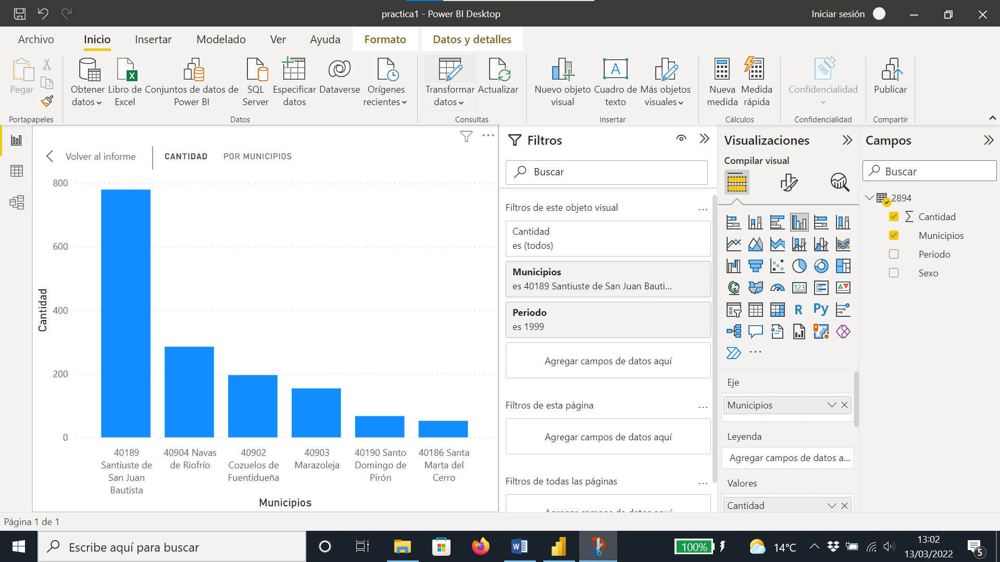 practica1 - Power BI Desktop
Iniciar sesión
Archivo
Inicio
Insertar
Modelado
Ver
Ayuda
Formato
Datos y detalles
Pegar
Obtener
datos
Libro de
Excel
Conjuntos de datos de
Power BI
SQL
Server
Especificar
datos
Dataverse
Orígenes
recientes
Transformar
datos
Actualizar
Nuevo objeto
visual
A
Cuadro de
texto
Más objetos
visuales
Nueva
medida
Medida
rápida
Confidencialidad
Publicar
Portapapeles
Datos
Consultas
Insertar
Cálculos
Confidencialidad
Compartir
Volver al informe
CANTIDAD
POR MUNICIPIOS
800
600
400
200
0
Cantidad
40189
Santiuste de
San Juan
Bautista
40904 Navas
de Riofrío
40902
Cozuelos de
Fuentidueña
40903
Marazoleja
40190 Santo
Domingo de
Pirón
40186 Santa
Marta del
Cerro
Municipios
Filtros
Buscar
Filtros de este objeto visual
...
Cantidad
es (todos)
Municipios
es 40189 Santiuste de San Juan Bauti...
Periodo
es 1999
Agregar campos de datos aquí
Filtros de esta página
...
Agregar campos de datos aquí
Filtros de todas las páginas
...
Agregar campos de datos aquí
Visualizaciones
Compilar visual
123
R
Py
...
Eje
Municipios
Leyenda
Agregar campos de datos a...
Valores
Cantidad
Campos
Buscar
2894
Σ Cantidad
Municipios
Periodo
Sexo
Página 1 de 1
Escribe aquí para buscar
W
100%
14°C
13:02
13/03/2022
5